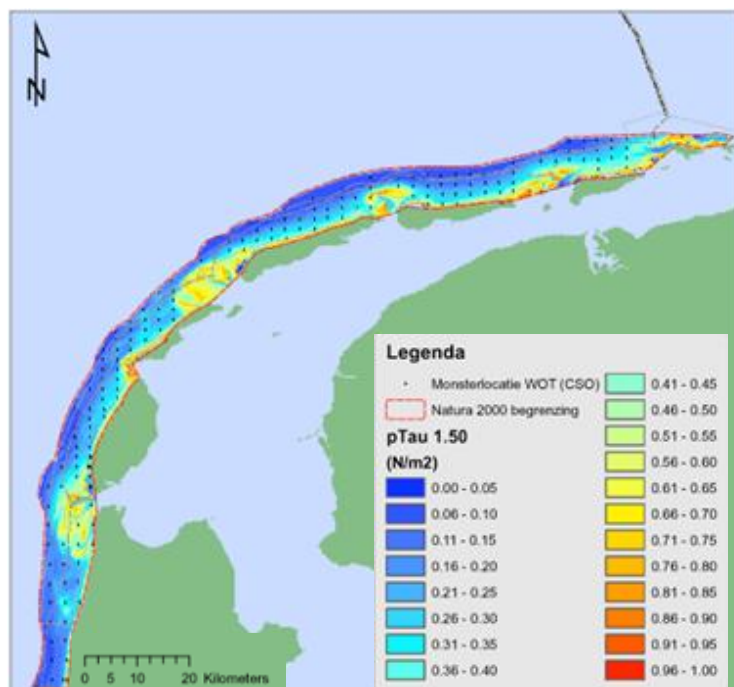 N
Legenda
Monsterlocatie WOT (CSO)
Natura 2000 begrenzing
pTau 1.50
(N/m2)
0.00 - 0.05
0.06 - 0.10
0.11 - 0.15
0.16 - 0.20
0.21 - 0.25
0.26 - 0.30
0.31 - 0.35
0.36 - 0.40
0.41 - 0.45
0.46 - 0.50
0.51 - 0.55
0.56 - 0.60
0.61 - 0.65
0.66 - 0.70
0.71 - 0.75
0.76 - 0.80
0.81 - 0.85
0.86 - 0.90
0.91 - 0.95
0.96 - 1.00
0 5 10 20 Kilometers